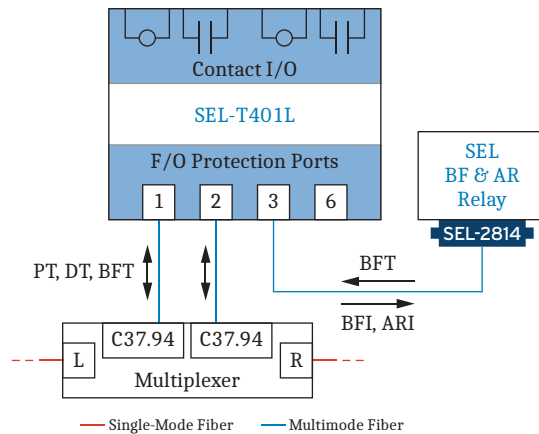 Contact I/O
SEL-T401L
F/O Protection Ports
1 2 3 6
SEL
BF & AR
Relay
SEL-2814
PT, DT, BFT
BFT
BFI, ARI
C37.94 C37.94
L R
Multiplexer
Single-Mode Fiber Multimode Fiber